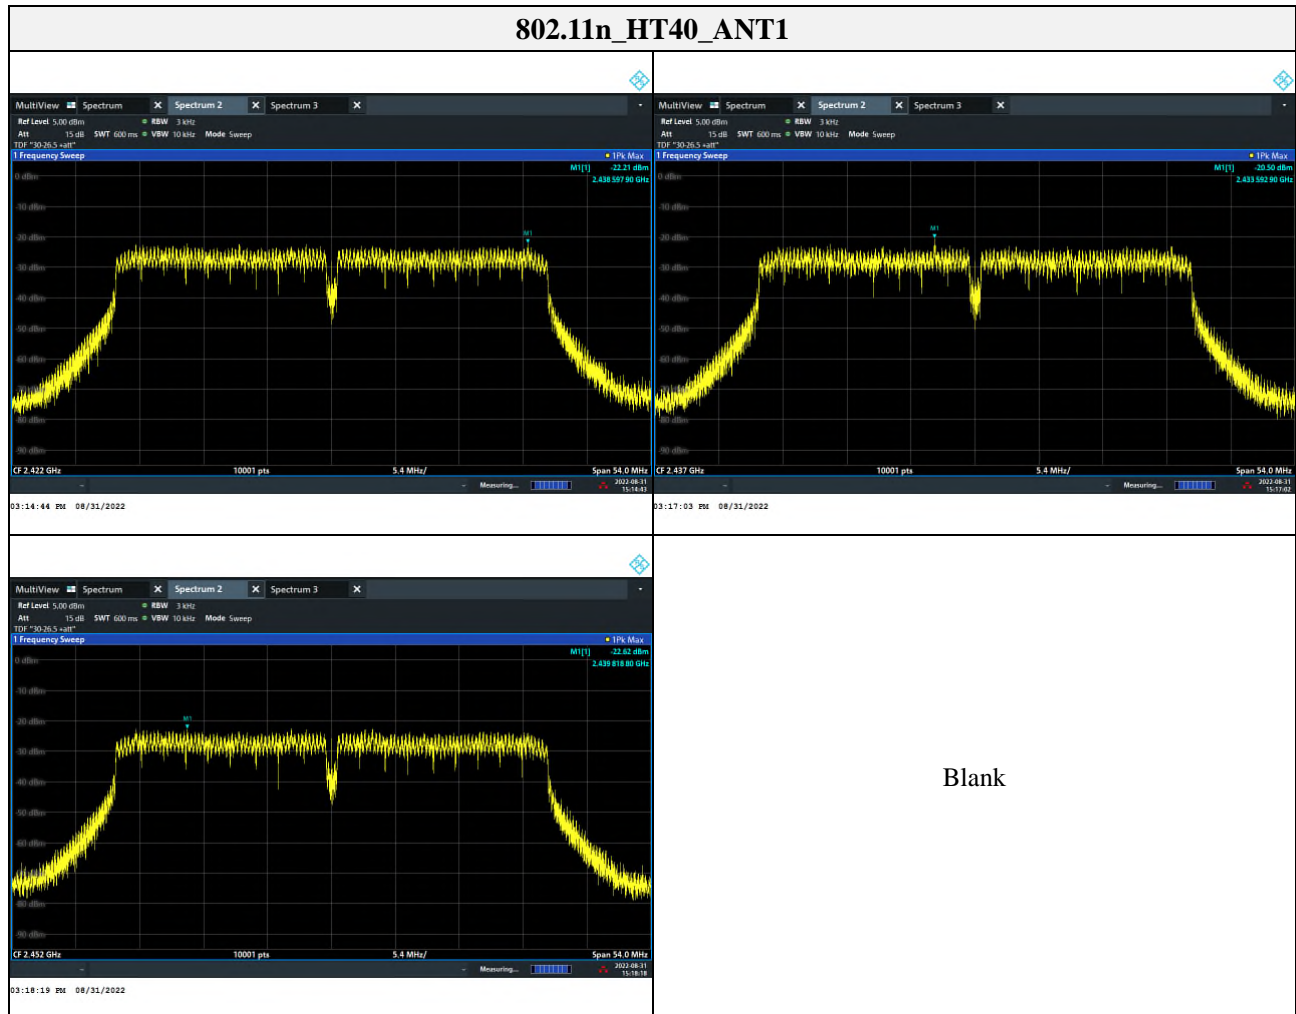 802.11n_HT40_ANT1
MultiView Spectrum X Spectrum 2 X Spectrum 3 X
Ref Level 5.00 dBm RBW 3 kHz
Att 15 dB SWT 600 ms VBW 10 kHz Mode Sweep
TDF "30-26.5 +att"
1 Frequency Sweep 1Pk Max
M1[1] -22.21 dBm
2.438 597 90 GHz
0 dBm
-10 dBm
M1
-20 dBm
-30 dBm
-40 dBm
-50 dBm
-60 dBm
-80 dBm
-90 dBm
CF 2.422 GHz 10001 pts 5.4 MHz/ Span 54.0 MHz
Measuring... 2022-08-31
15:14:43
03:14:44 PM 08/31/2022
MultiView Spectrum X Spectrum 2 X Spectrum 3 X
Ref Level 5.00 dBm RBW 3 kHz
Att 15 dB SWT 600 ms VBW 10 kHz Mode Sweep
TDF "30-26.5 +att"
1 Frequency Sweep 1Pk Max
M1[1] -20.50 dBm
2.433 592 90 GHz
0 dBm
-10 dBm
M1
-20 dBm
-30 dBm
-40 dBm
-50 dBm
-60 dBm
-80 dBm
-90 dBm
CF 2.437 GHz 10001 pts 5.4 MHz/ Span 54.0 MHz
Measuring... 2022-08-31
15:17:02
03:17:03 PM 08/31/2022
MultiView Spectrum X Spectrum 2 X Spectrum 3 X
Ref Level 5.00 dBm RBW 3 kHz
Att 15 dB SWT 600 ms VBW 10 kHz Mode Sweep
TDF "30-26.5 +att"
1 Frequency Sweep 1Pk Max
M1[1] -22.62 dBm
2.439 818 80 GHz
0 dBm
-10 dBm
M1
-20 dBm
-30 dBm
-40 dBm
-50 dBm
-60 dBm
-80 dBm
-90 dBm
CF 2.452 GHz 10001 pts 5.4 MHz/ Span 54.0 MHz
Measuring... 2022-08-31
15:18:18
03:18:19 PM 08/31/2022
Blank